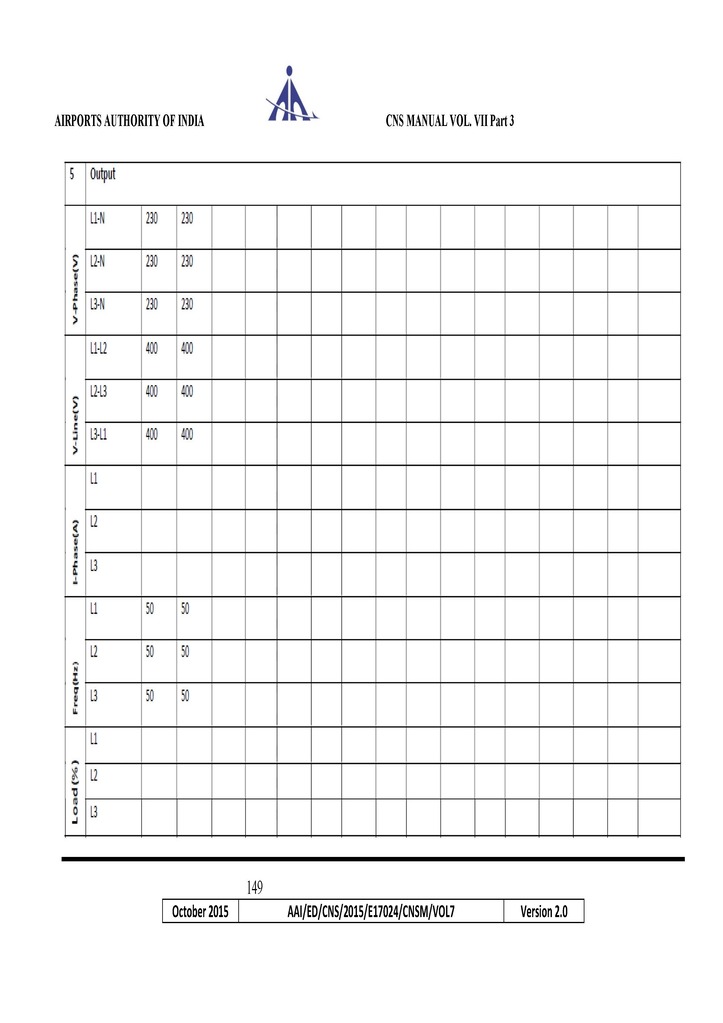 AIRPORTS AUTHORITY OF INDIA CNS MANUAL VOL. VII Part 3
5 Output
V-Phase(V)
L1-N 230 230
L2-N 230 230
L3-N 230 230
V-Line(V)
L1-L2 400 400
L2-L3 400 400
L3-L1 400 400
I-Phase(A)
L1
L2
L3
Freq(Hz)
L1 50 50
L2 50 50
L3 50 50
Load(%)
L1
L2
L3
149
October 2015 AAI/ED/CNS/2015/E17024/CNSM/VOL7 Version 2.0